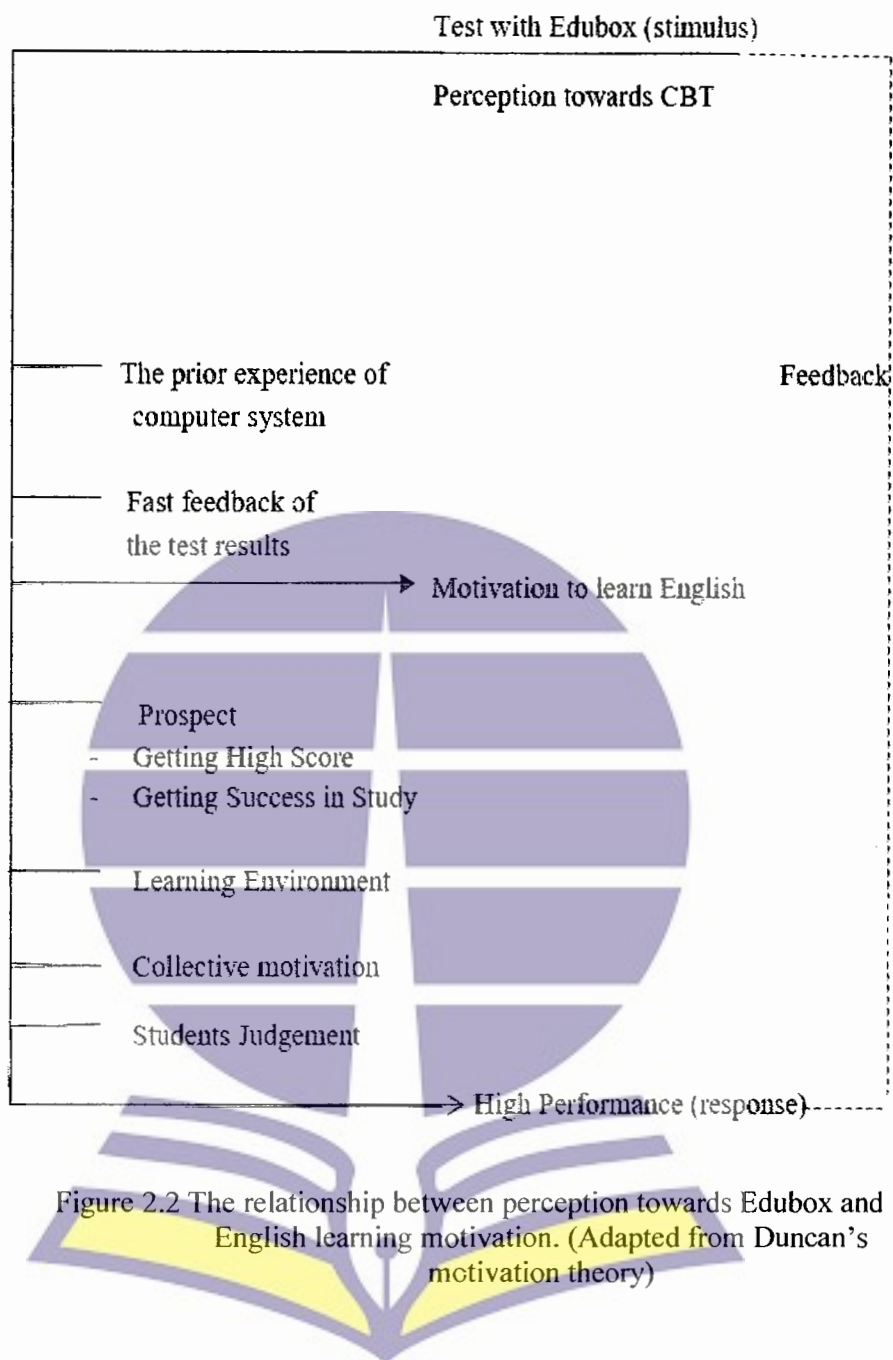 Test with Edubox (stimulus)
Perception towards CBT
The prior experience of
computer system
Feedback
Fast feedback of
the test results
Motivation to learn English
Prospect
- Getting High Score
- Getting Success in Study
Learning Environment
Collective motivation
Students Judgement
High Performance (response)
Figure 2.2 The relationship between perception towards Edubox and
English learning motivation. (Adapted from Duncan's
motivation theory)